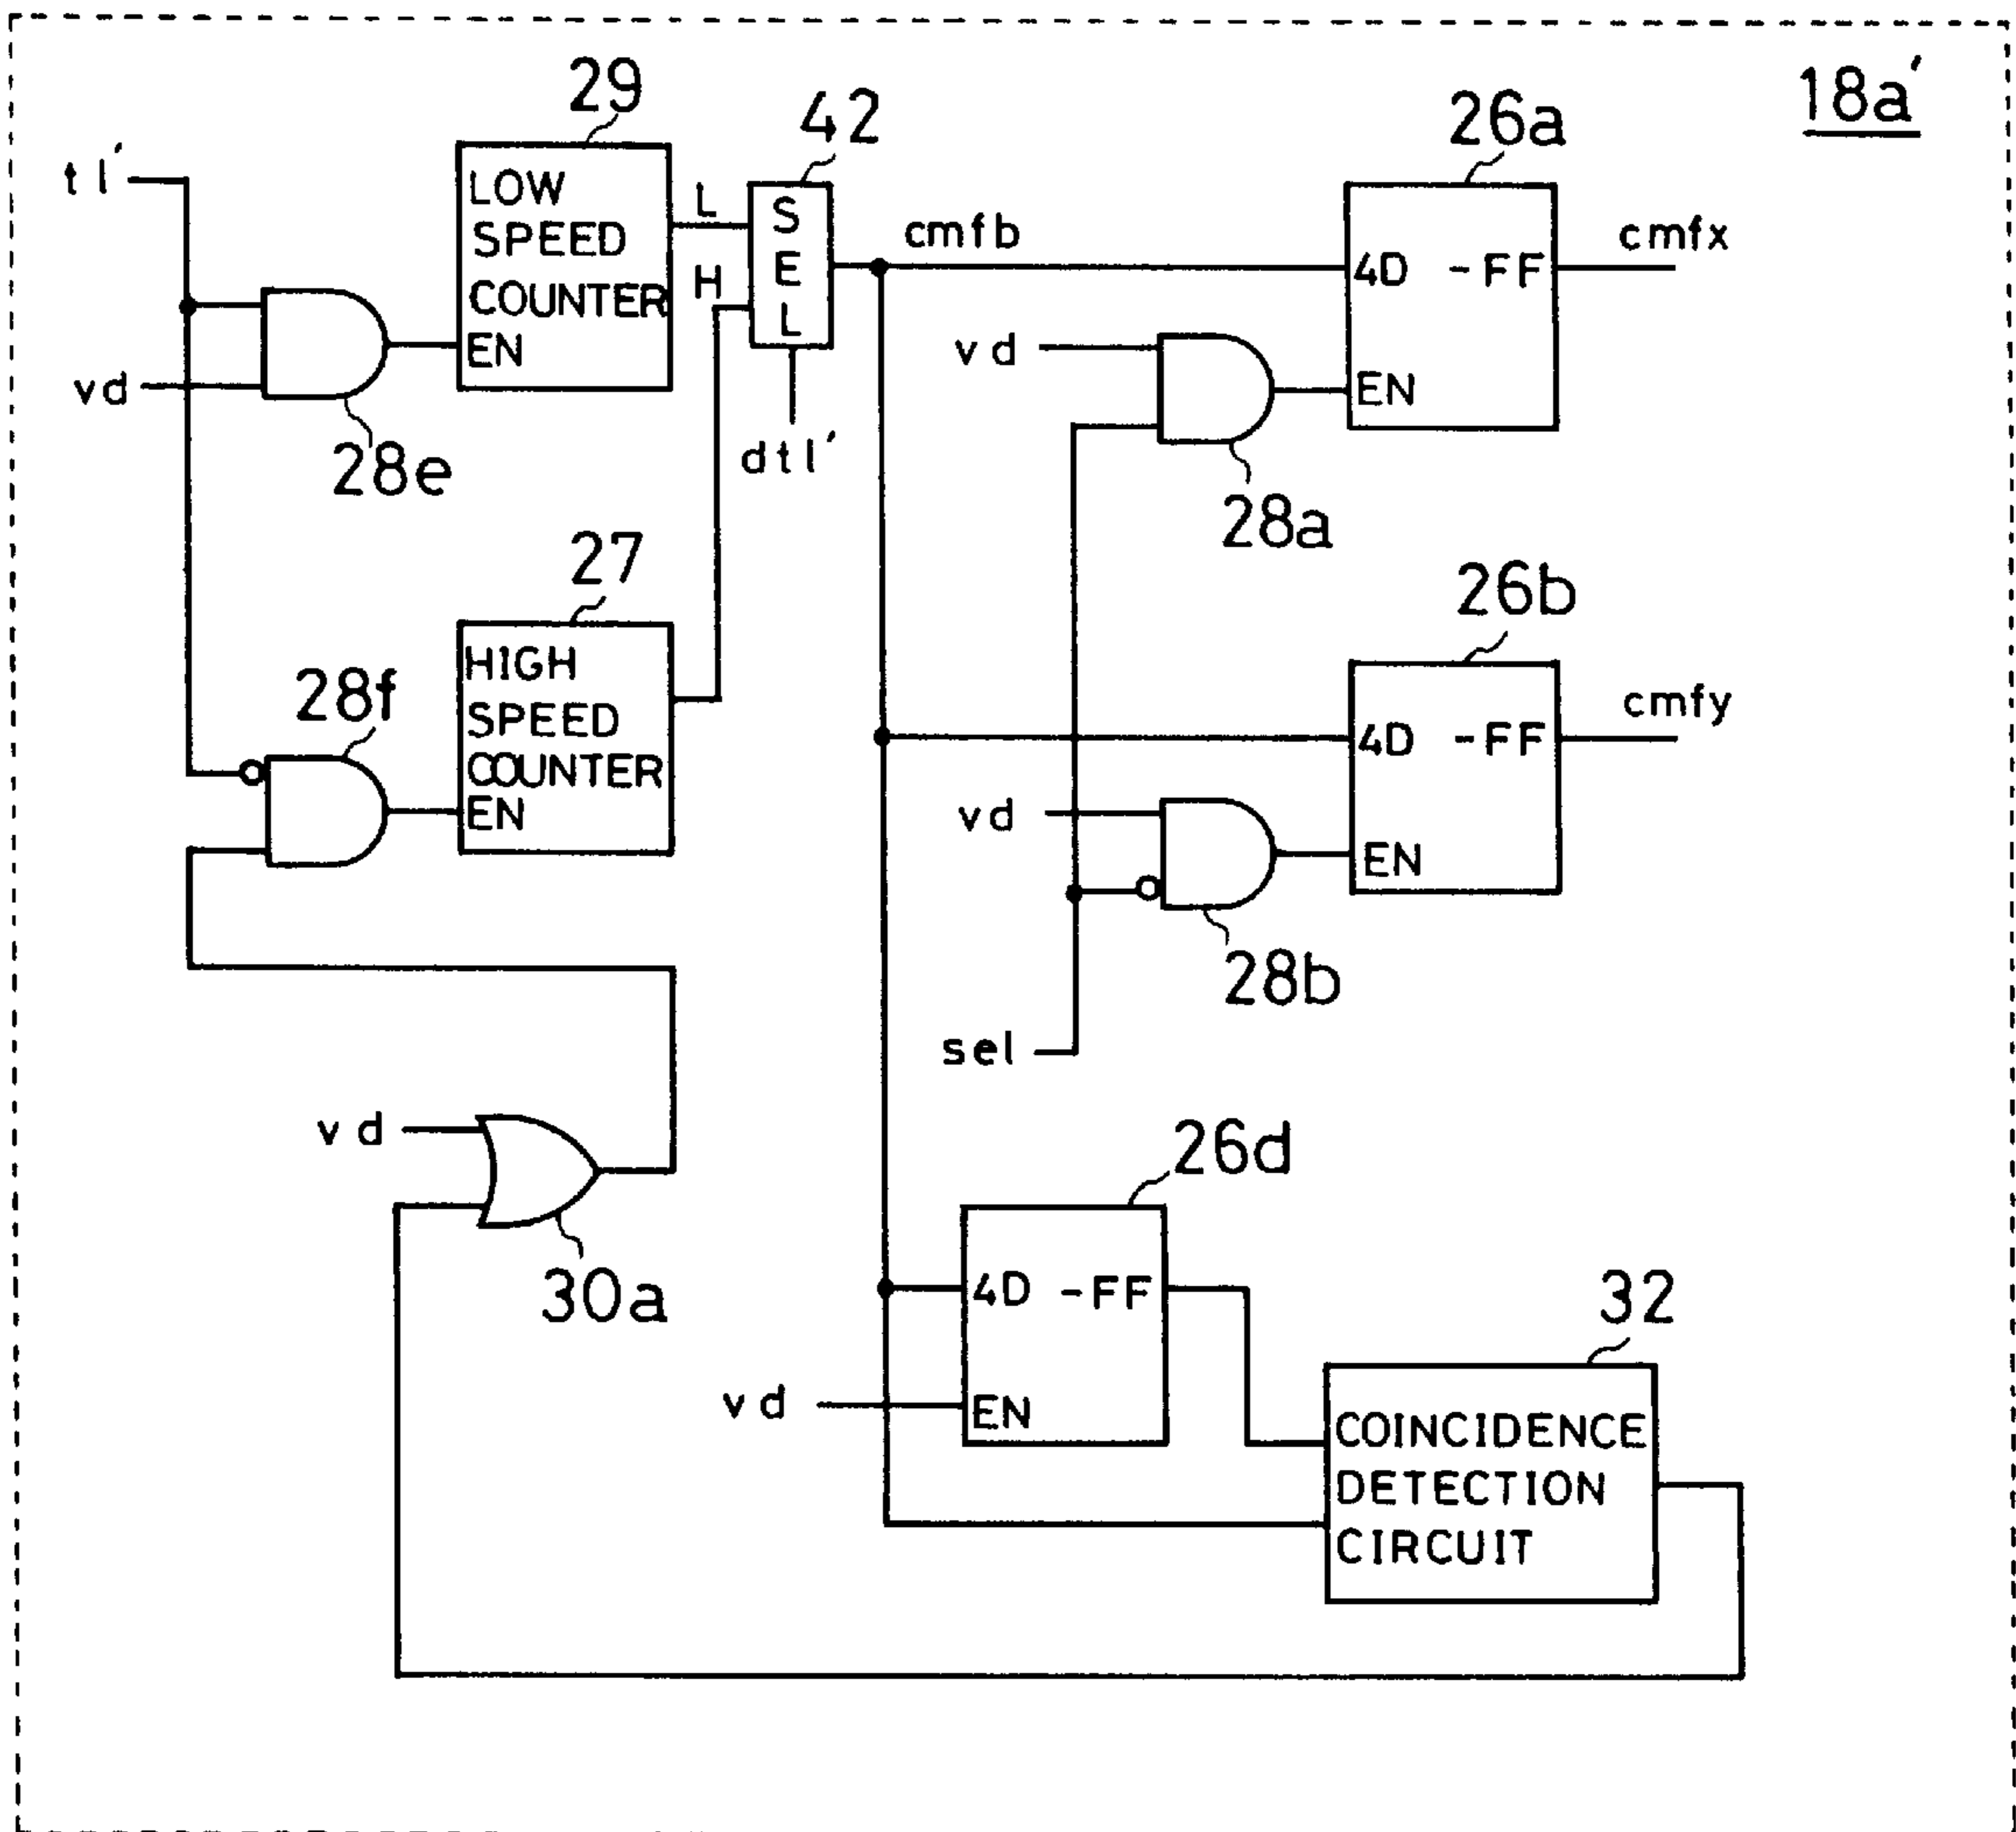 18a'
29
42
26a
tl'
LOW
SPEED
COUNTER
EN
L
H
SEL
cmfb
4D -FF
cmfx
vd
EN
vd
28e
dtl'
28a
27
26b
HIGH
SPEED
COUNTER
EN
28f
4D -FF
cmfy
vd
EN
28b
sel
vd
30a
26d
4D -FF
EN
vd
32
COINCIDENCE
DETECTION
CIRCUIT